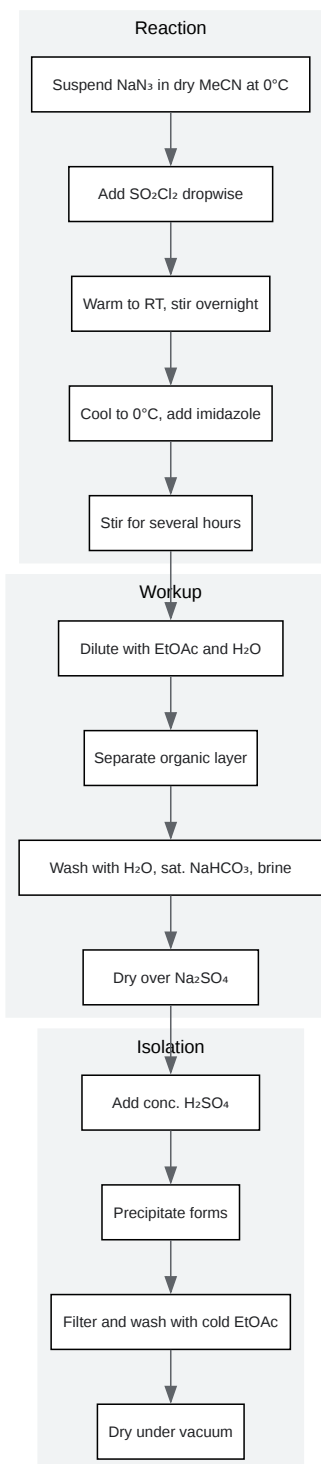 Reaction
Suspend NaN₃ in dry MeCN at 0°C
Add SO₂Cl₂ dropwise
Warm to RT, stir overnight
Cool to 0°C, add imidazole
Stir for several hours
Workup
Dilute with EtOAc and H₂O
Separate organic layer
Wash with H₂O, sat. NaHCO₃, brine
Dry over Na₂SO₄
Isolation
Add conc. H₂SO₄
Precipitate forms
Filter and wash with cold EtOAc
Dry under vacuum